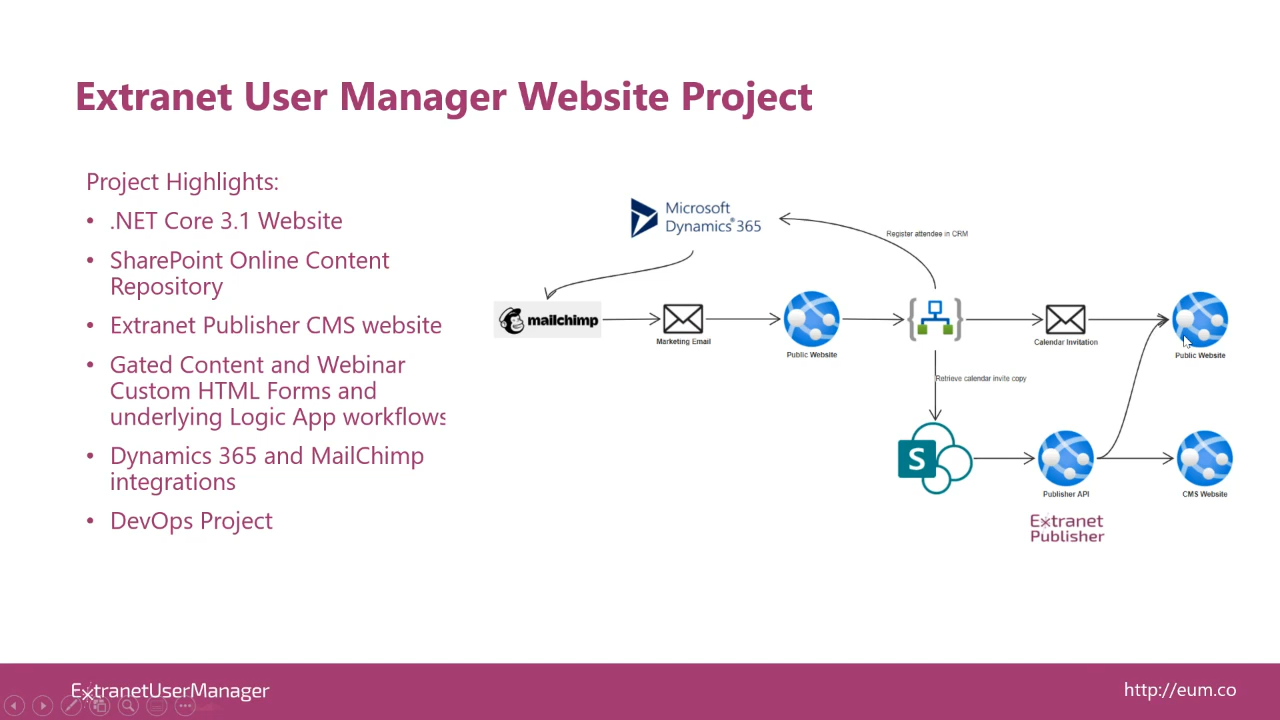 Extranet User Manager Website Project
Project Highlights:
• .NET Core 3.1 Website
• SharePoint Online Content
Repository
• Extranet Publisher CMS website
• Gated Content and Webinar
Custom HTML Forms and
underlying Logic App workflows
• Dynamics 365 and MailChimp
integrations
• DevOps Project
Microsoft
Dynamics® 365
Register attendee in CRM
mailchimp
Marketing Email
Public Website
Calendar Invitation
Public Website
Retrieve calendar invite copy
S
Publisher API
CMS Website
Extranet
Publisher
ExtranetUserManager
http://eum.co